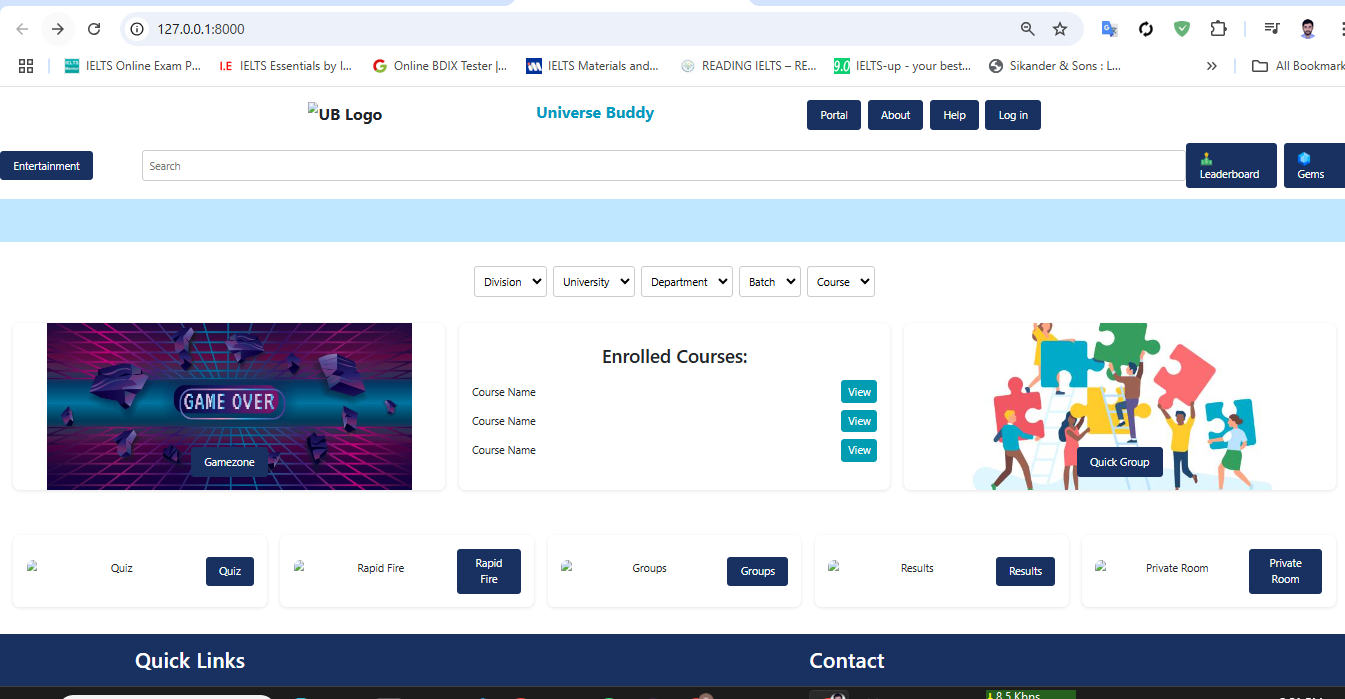 127.0.0.1:8000
IELTS Online Exam P...
I.E IELTS Essentials by I...
Online BDIX Tester |...
IELTS Materials and...
READING IELTS – RE...
9.0 IELTS-up - your best...
Sikander & Sons : L...
All Bookmark
UB Logo
Universe Buddy
Portal
About
Help
Log in
Entertainment
Search
Leaderboard
Gems
Division
University
Department
Batch
Course
GAME OVER
Gamezone
Enrolled Courses:
Course Name View
Course Name View
Course Name View
Quick Group
Quiz
Quiz
Rapid Fire
Rapid
Fire
Groups
Groups
Results
Results
Private Room
Private
Room
Quick Links
Contact
8.5 Kbps